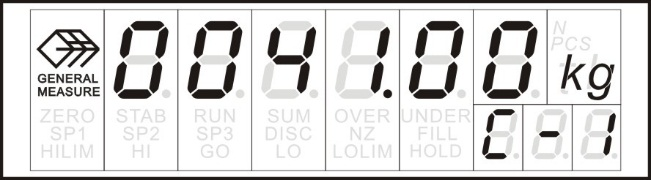 GENERAL
MEASURE
0041.00
N
PCS
kg
ZERO STAB RUN SUM OVER UNDER
SP1 SP2 SP3 DISC NZ FILL
HILIM HI GO LO LOLIM HOLD
C-1